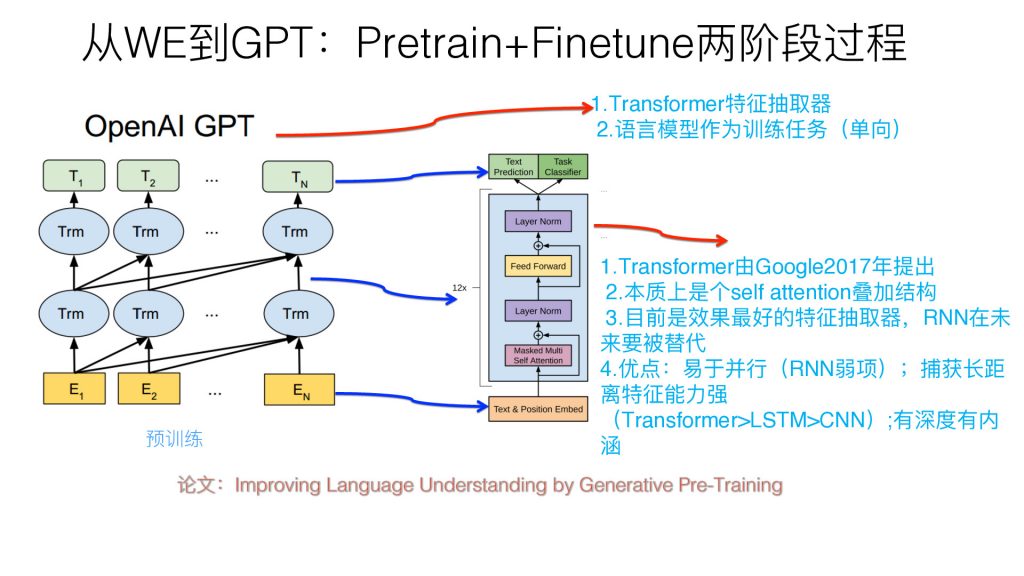 从WE到GPT：Pretrain+Finetune两阶段过程
OpenAI GPT
1.Transformer特征抽取器
2.语言模型作为训练任务（单向）
T1
T2
...
TN
Trm
Trm
...
Trm
Trm
Trm
...
Trm
E1
E2
...
EN
预训练
Text Prediction
Task Classifier
Layer Norm
+
Feed Forward
12x
Layer Norm
+
Masked Multi
Self Attention
Text & Position Embed
...
...
1.Transformer由Google2017年提出
2.本质上是个self attention叠加结构
3.目前是效果最好的特征抽取器，RNN在未
来要被替代
4.优点：易于并行（RNN弱项）；捕获长距
离特征能力强
（Transformer>LSTM>CNN）;有深度有内
涵
论文：Improving Language Understanding by Generative Pre-Training